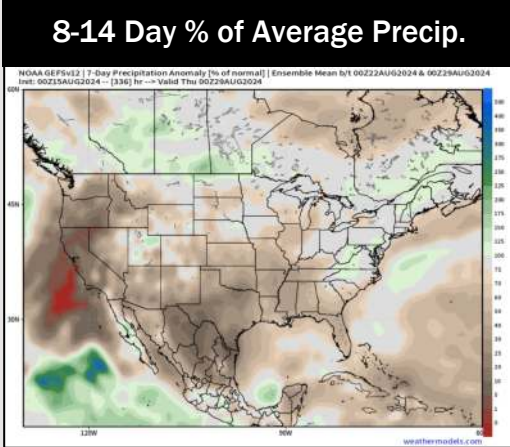 8-14 Day % of Average Precip.
NOAA GEFSv12 | 7-Day Precipitation Anomaly [% of normal] | Ensemble Mean b/t 00Z22AUG2024 & 00Z29AUG2024
Init: 00Z15AUG2024 -- [336] hr --> Valid Thu 00Z29AUG2024
60N
45N
30N
120W
90W
weathermodels.com